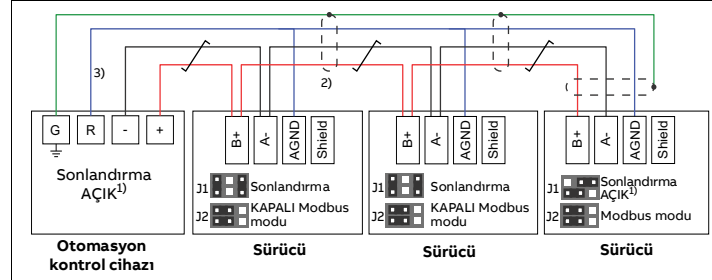 3)
2)
G R - +
B+ A- AGND Shield
B+ A- AGND Shield
B+ A- AGND Shield
Sonlandırma
AÇIK1)
J1 Sonlandırma
J2 KAPALI Modbus
modu
J1 Sonlandırma
J2 KAPALI Modbus
modu
J1 Sonlandırma
AÇIK1)
J2 Modbus modu
Otomasyon
kontrol cihazı
Sürücü
Sürücü
Sürücü